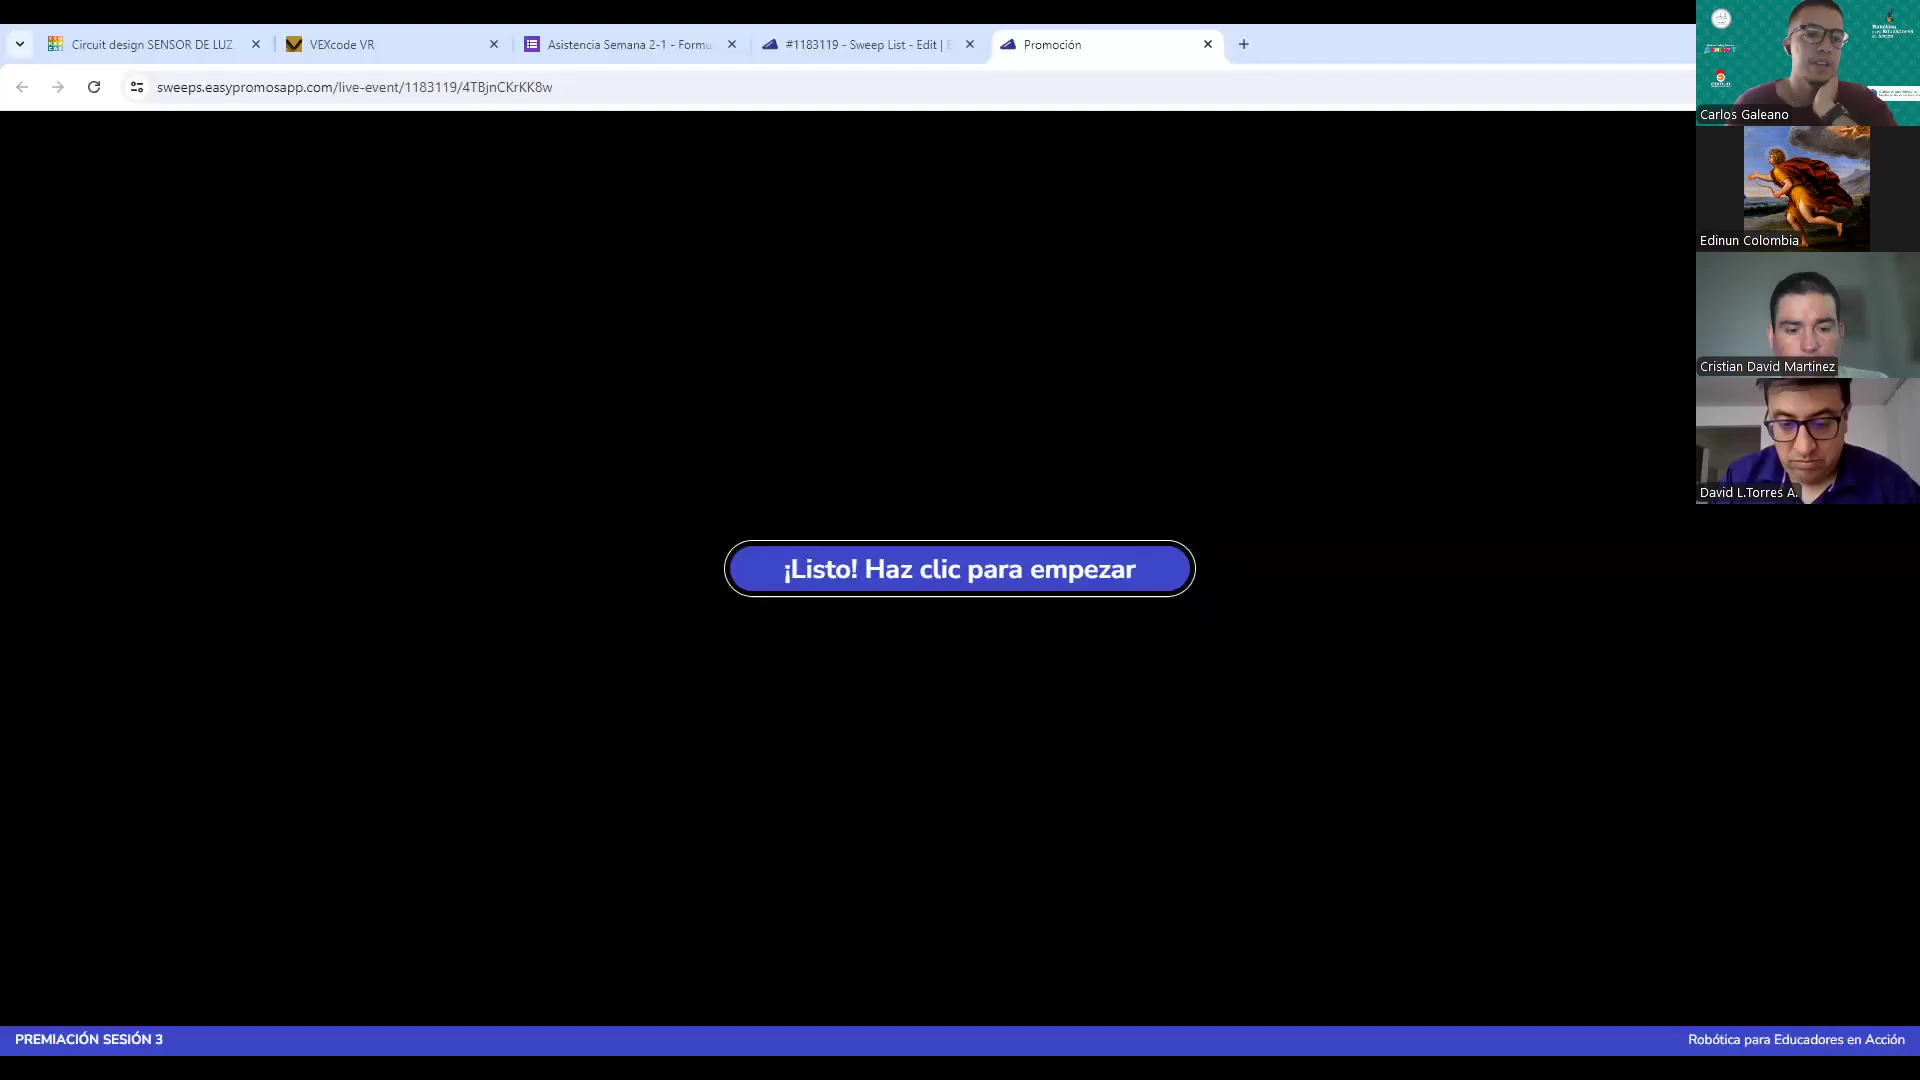 Circuit design SENSOR DE LUZ
VEXcode VR
Asistencia Semana 2-1 - Formu
#1183119 - Sweep List - Edit | E
Promoción
sweeps.easypromosapp.com/live-event/1183119/4TBjnCKrKK8w
Carlos Galeano
Edinun Colombia
Cristian David Martinez
David L.Torres A.
¡Listo! Haz clic para empezar
PREMIACIÓN SESIÓN 3
Robótica para Educadores en Acción